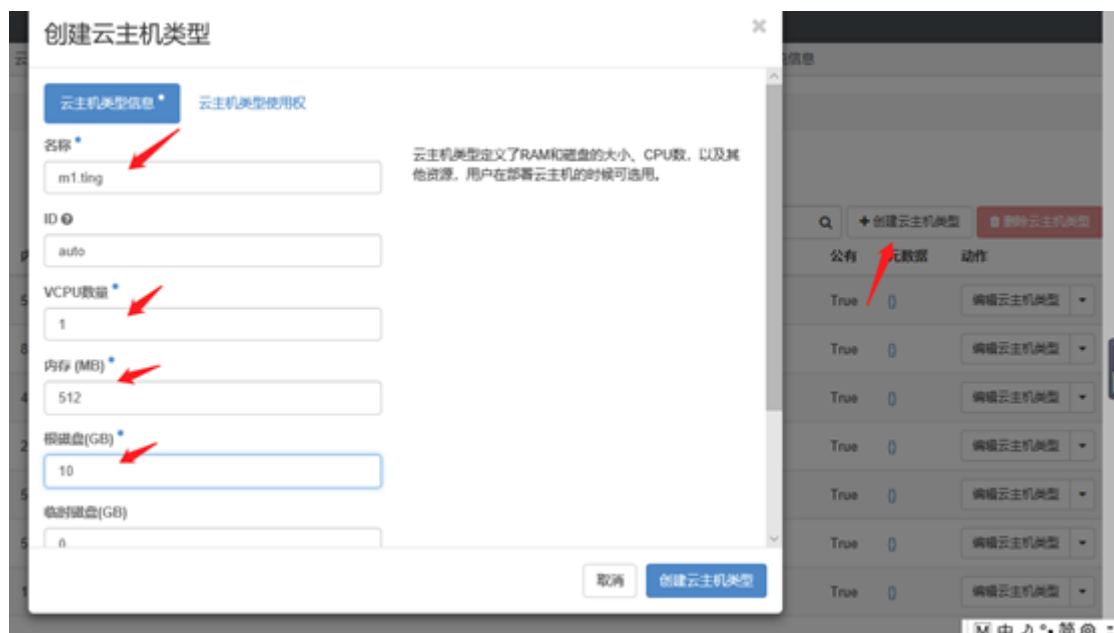 创建云主机类型
×
云主机类型信息 *
云主机类型使用权
名称 *
m1.ting
云主机类型定义了RAM和磁盘的大小、CPU数，以及其
他资源，用户在部署云主机的时候可选用。
ID
auto
VCPU数量 *
1
内存 (MB) *
512
根磁盘(GB) *
10
临时磁盘(GB)
0
取消
创建云主机类型
信息
+创建云主机类型
删除云主机类型
公有 元数据 动作
True {} 编辑云主机类型
True {} 编辑云主机类型
True {} 编辑云主机类型
True {} 编辑云主机类型
True {} 编辑云主机类型
True {} 编辑云主机类型
True {} 编辑云主机类型
M 中 简